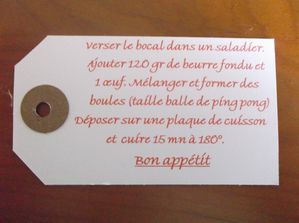 Verser le bocal dans un saladier.
Ajouter 120 gr de beurre fondu et
1 œuf. Mélanger et former des
boules (taille balle de ping pong)
Déposer sur une plaque de cuisson
et cuire 15 mn à 180°.
Bon appétit